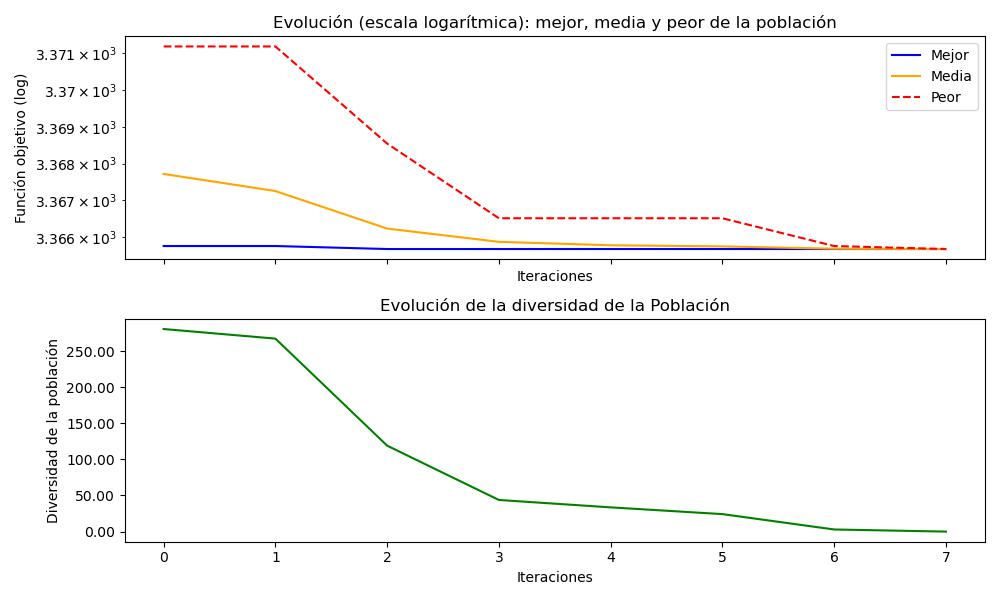 Evolución (escala logarítmica): mejor, media y peor de la población
Función objetivo (log)
3.371 × 10³
3.37 × 10³
3.369 × 10³
3.368 × 10³
3.367 × 10³
3.366 × 10³
Mejor
Media
Peor
Iteraciones
Evolución de la diversidad de la Población
Diversidad de la población
250.00
200.00
150.00
100.00
50.00
0.00
0 1 2 3 4 5 6 7
Iteraciones